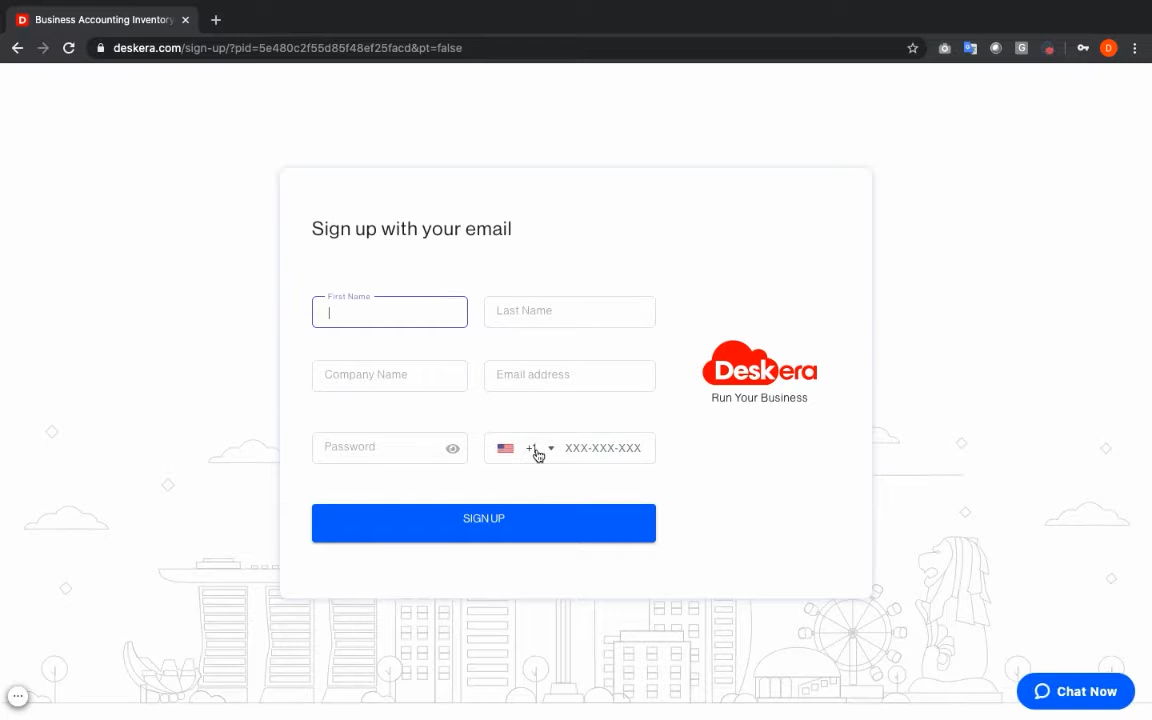 D Business Accounting Inventory
deskera.com/sign-up/?pid=5e480c2f55d85f48ef25facd&pt=false
G
D
Sign up with your email
First Name
Last Name
Company Name
Email address
Deskera
Run Your Business
Password
+1
XXX-XXX-XXX
SIGN UP
Chat Now